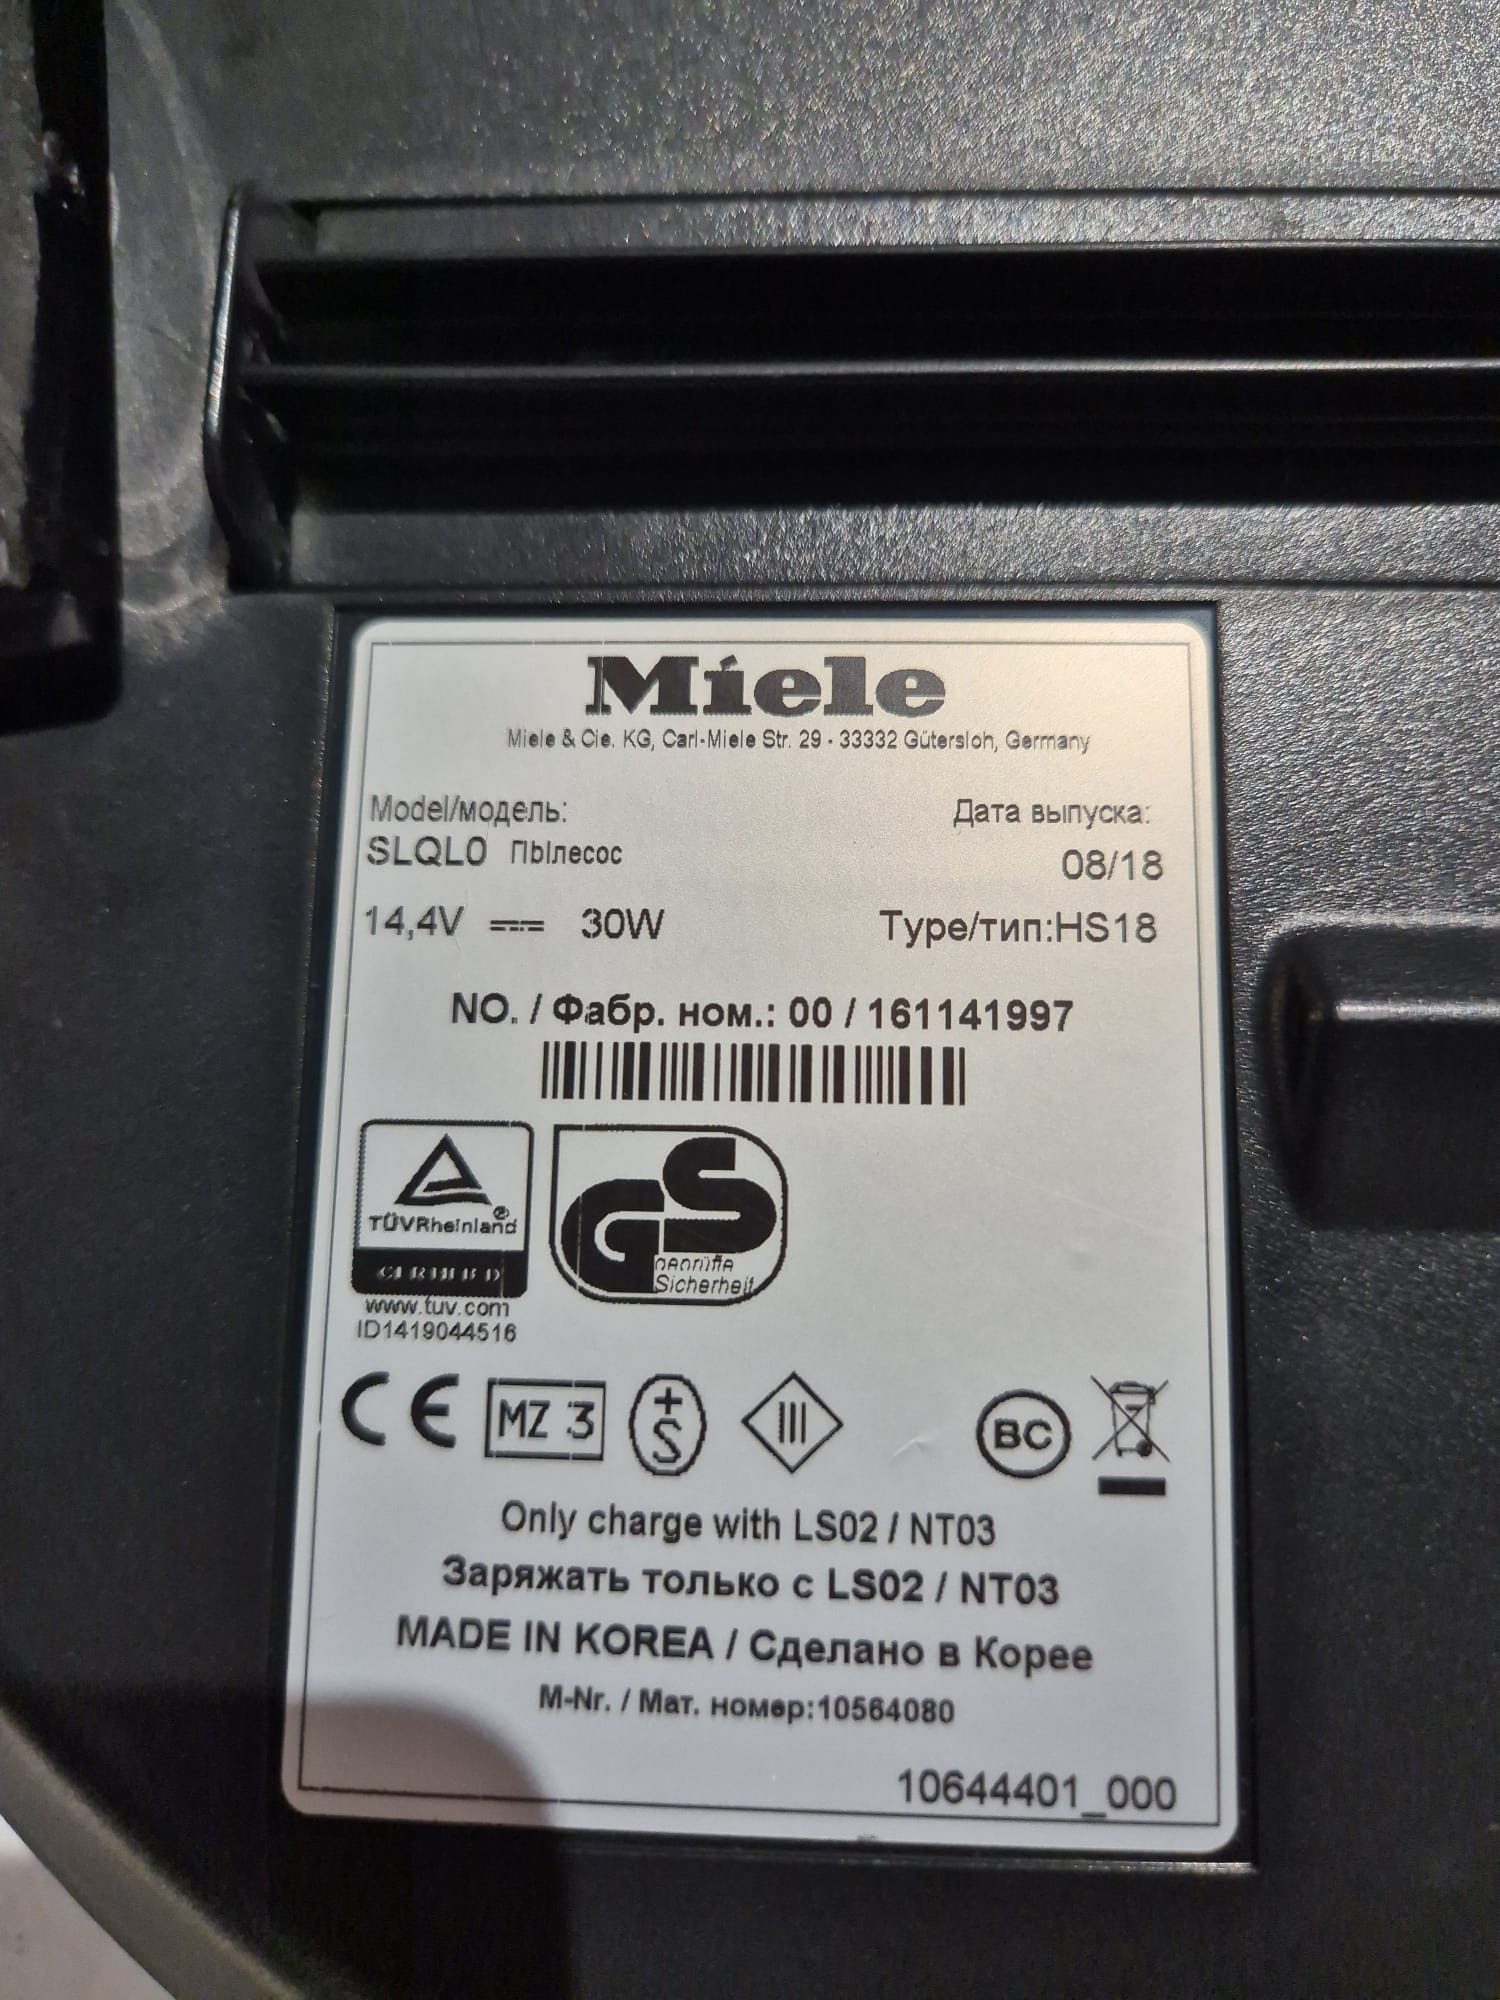 Miele
Miele & Cie. KG, Carl-Miele Str. 29 - 33332 Gütersloh, Germany
Model/модель:
Дата выпуска:
SLQL0 Пылесос
08/18
14,4V 30W
Type/тип:HS18
NO. / Фабр. ном.: 00 / 161141997
TÜVRheinland®
CERTIFIED
www.tuv.com
ID1419044516
GS
geprüfte
Sicherheit
CE
MZ 3
+S
III
BC
Only charge with LS02 / NT03
Заряжать только с LS02 / NT03
MADE IN KOREA / Сделано в Корее
M-Nr. / Мат. номер:10564080
10644401_000